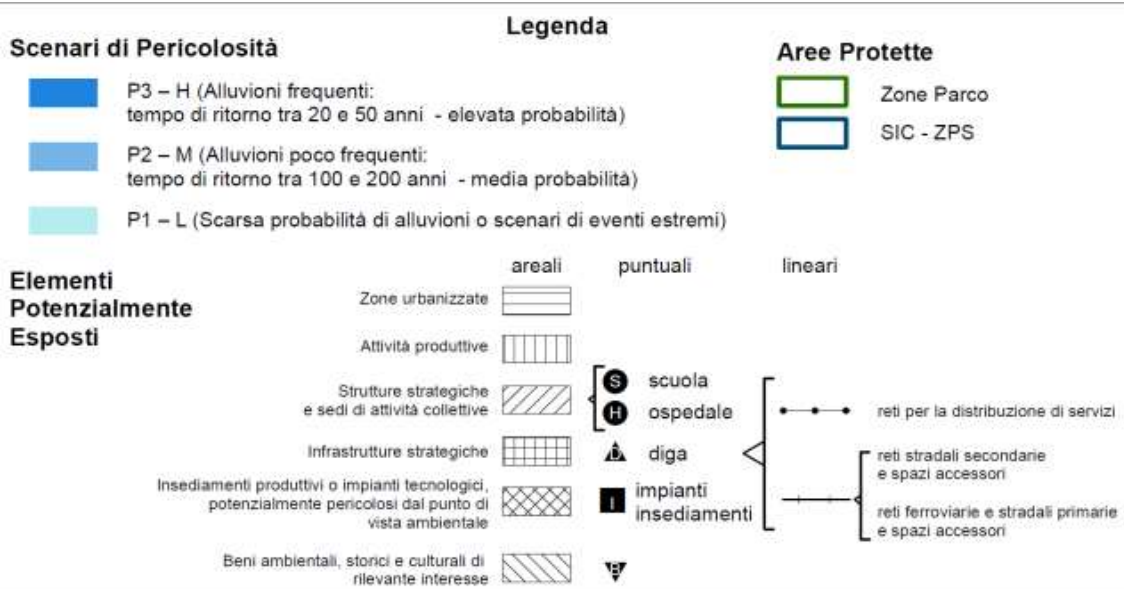 Legenda
Scenari di Pericolosità
P3 – H (Alluvioni frequenti:
tempo di ritorno tra 20 e 50 anni - elevata probabilità)
P2 – M (Alluvioni poco frequenti:
tempo di ritorno tra 100 e 200 anni - media probabilità)
P1 – L (Scarsa probabilità di alluvioni o scenari di eventi estremi)
Aree Protette
Zone Parco
SIC - ZPS
Elementi
Potenzialmente
Esposti
areali
puntuali
lineari
Zone urbanizzate
Attività produttive
Strutture strategiche
e sedi di attività collettive
S scuola
H ospedale
reti per la distribuzione di servizi
Infrastrutture strategiche
D diga
reti stradali secondarie
e spazi accessori
Insediamenti produttivi o impianti tecnologici,
potenzialmente pericolosi dal punto di
vista ambientale
I impianti
insediamenti
reti ferroviarie e stradali primarie
e spazi accessori
Beni ambientali, storici e culturali di
rilevante interesse
B